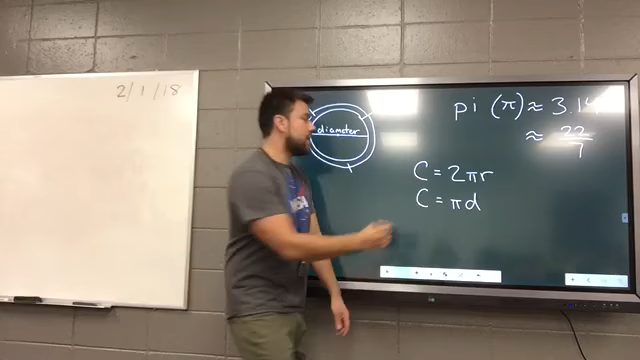 2/1/18
diameter
pi (π) ≈ 3.14
≈ 22/7
C = 2πr
C = πd